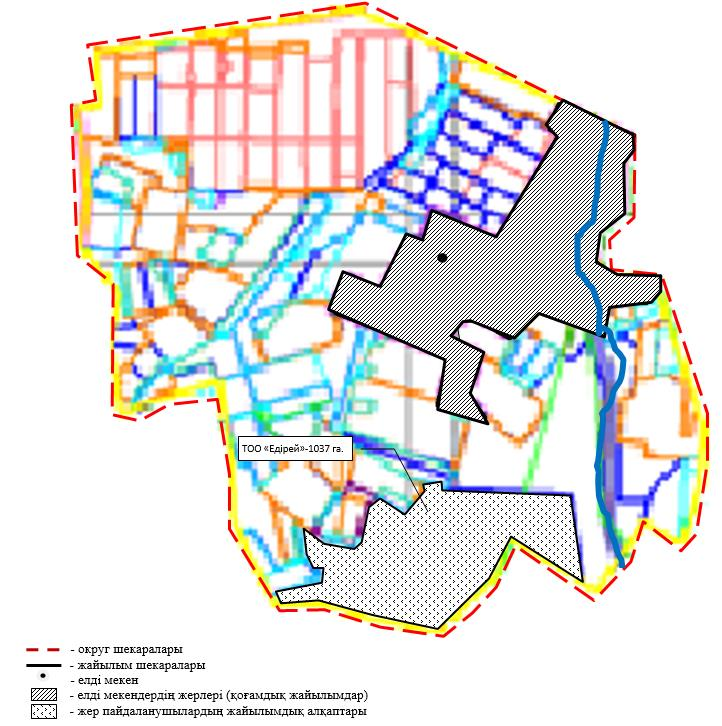 ТОО «Едірей»-1037 га.
- округ шекаралары
- жайылым шекаралары
- елді мекен
- елді мекендердің жерлері (қоғамдық жайылымдар)
- жер пайдаланушылардың жайылымдық алқаптары